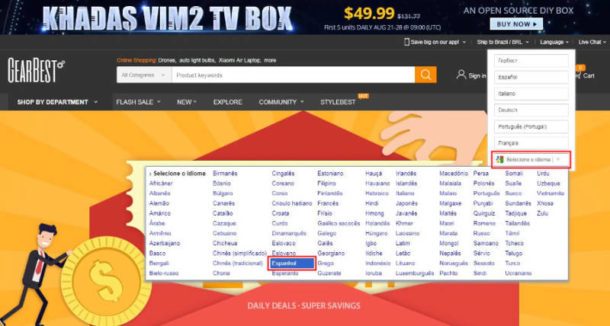 KHADAS VIM2 TV BOX
$49.99 $131.77
First 5 units DAILY AUG 21-28 @ 09:00 (UTC)
AN OPEN SOURCE DIY BOX
BUY NOW
Save big on our app!
Ship to Brazil / BRL
Language
Live Chat
GEARBEST
Online Shopping: Drones, auto light bulbs, Xiaomi Air Laptop, more
All Categories
Product keywords
Sign in
0
Cart
SHOP BY DEPARTMENT
FLASH SALE
NEW
EXPLORE
COMMUNITY
HOT
STYLEBEST
Español
Italiano
Deutsch
Português (Portugal)
Français
Selecione o idioma
Selecione o idioma Birmanês Cingalês Estoniano Hauçá Irlandês Macedônio Persa Somali Urdu
Africâner Bósnio Coreano Filipino Havaiano Islandês Malaiala Polonês Sudanês Uzbeque
Albanês Búlgaro Corso Finlandês Hebraico Italiano Malaio Português Sueco Vietnamita
Alemão Canarês Crioulo haitiano Francês Hindi Japonês Malgaxe Punjabi Sundanês Xhosa
Amárico Catalão Croata Frísio Hmong Javanês Maltês Quirguiz Tadjique Zulu
Árabe Cazaque Curdo Gaélico escocês Holandês Khmer Maori Romeno Tailandês
Armênio Cebuano Dinamarquês Galego Húngaro Laosiano Marata Russo Tâmil
Azerbaijano Chicheua Eslovaco Galês Igbo Latim Mongol Samoano Tcheco
Basco Chinês (simplificado) Esloveno Georgiano Iídiche Letão Nepalês Sérvio Telugo
Bengali Chinês (tradicional) Espanhol Grego Indonésio Lituano Norueguês Sessoto Turco
Bielo-russo Chona Esperanto Guzerate Ioruba Luxemburguês Pachto Sindi Ucraniano
$
DAILY DEALS · SUPER SAVINGS